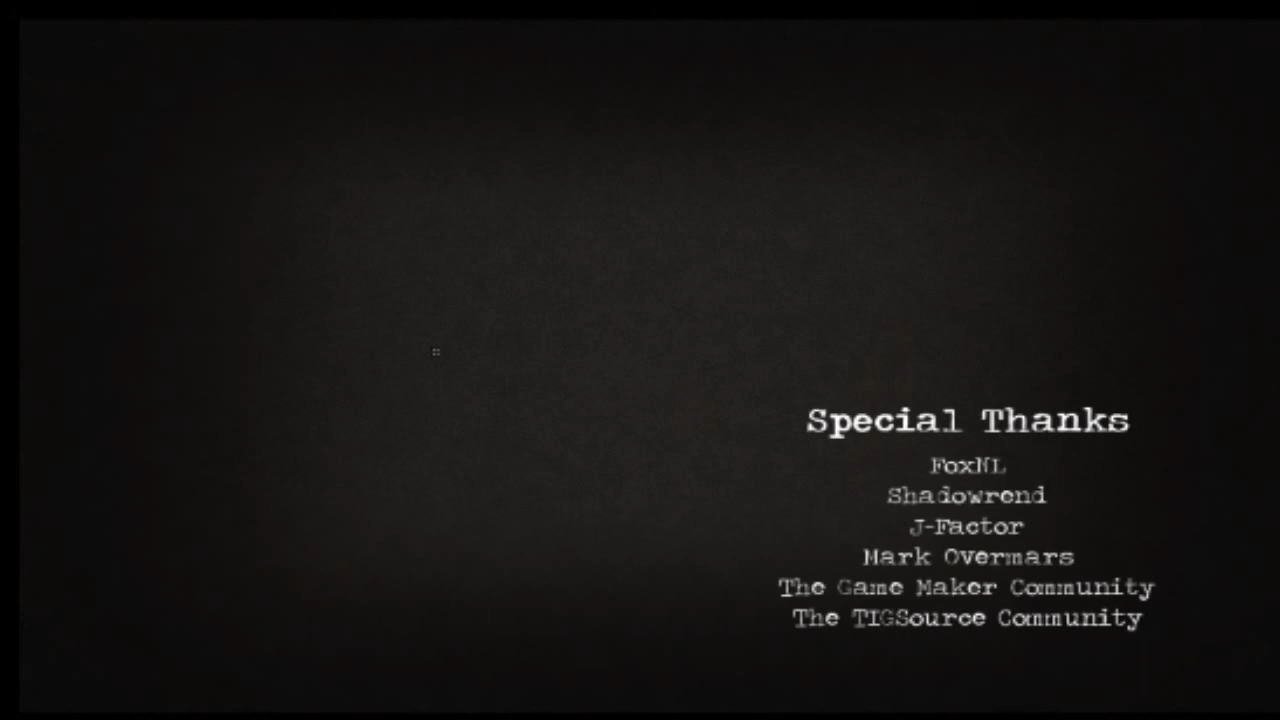 Special Thanks
FoxNL
Shadowrend
J-Factor
Mark Overmars
The Game Maker Community
The TIGSource Community